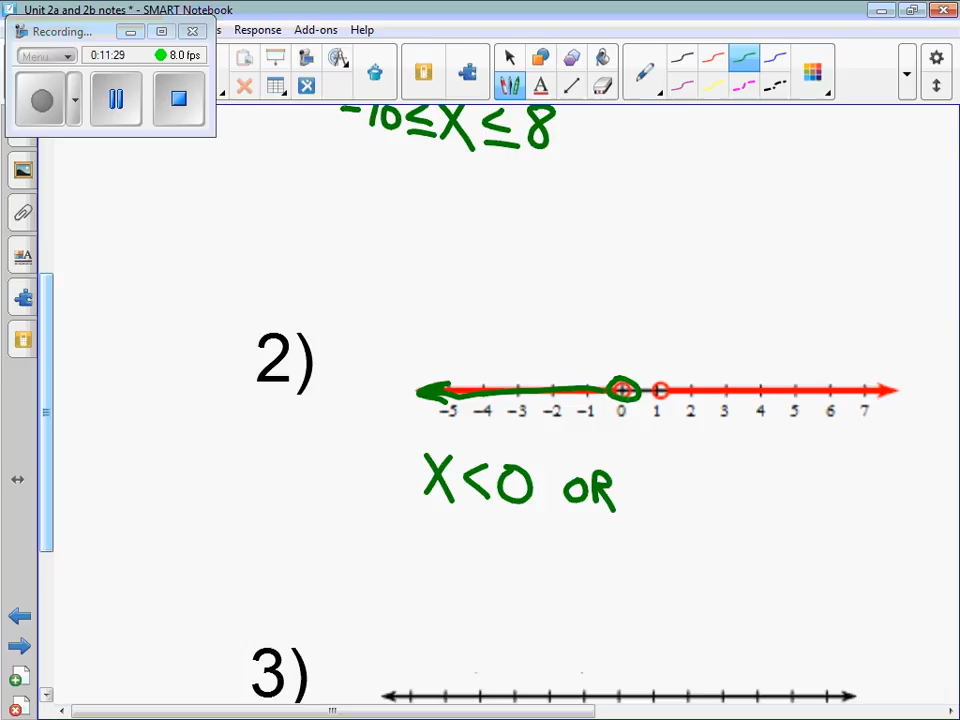 Unit 2a and 2b notes * - SMART Notebook
Recording...
Response Add-ons Help
Menu 0:11:29 8.0 fps
-10≤X≤8
2)
-5 -4 -3 -2 -1 0 1 2 3 4 5 6 7
X<0 OR
3)